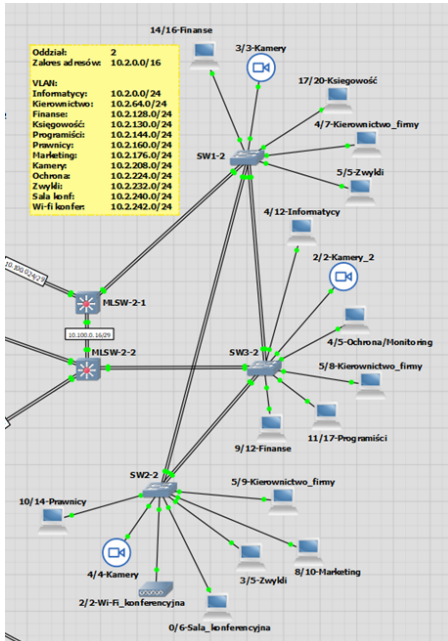 14/16-Finanse
Oddział: 2
Zakres adresów: 10.2.0.0/16
VLAN:
Informatycy: 10.2.0.0/24
Kierownictwo: 10.2.64.0/24
Finanse: 10.2.128.0/24
Księgowość: 10.2.130.0/24
Programiści: 10.2.144.0/24
Prawnicy: 10.2.160.0/24
Marketing: 10.2.176.0/24
Kamery: 10.2.208.0/24
Ochrona: 10.2.224.0/24
Zwykli: 10.2.232.0/24
Sala konf: 10.2.240.0/24
Wi-fi konfer: 10.2.242.0/24
3/3-Kamery
17/20-Księgowość
4/7-Kierownictwo_firmy
SW1-2
5/5-Zwykli
4/12-Informatycy
2/2-Kamery_2
10.100.0.24/29
MLSW-2-1
10.100.0.16/29
4/5-Ochrona/Monitoring
MLSW-2-2
SW3-2
5/8-Kierownictwo_firmy
11/17-Programiści
9/12-Finanse
SW2-2
5/9-Kierownictwo_firmy
10/14-Prawnicy
8/10-Marketing
3/5-Zwykli
4/4-Kamery
2/2-Wi-Fi_konferencyjna
0/6-Sala_konferencyjna